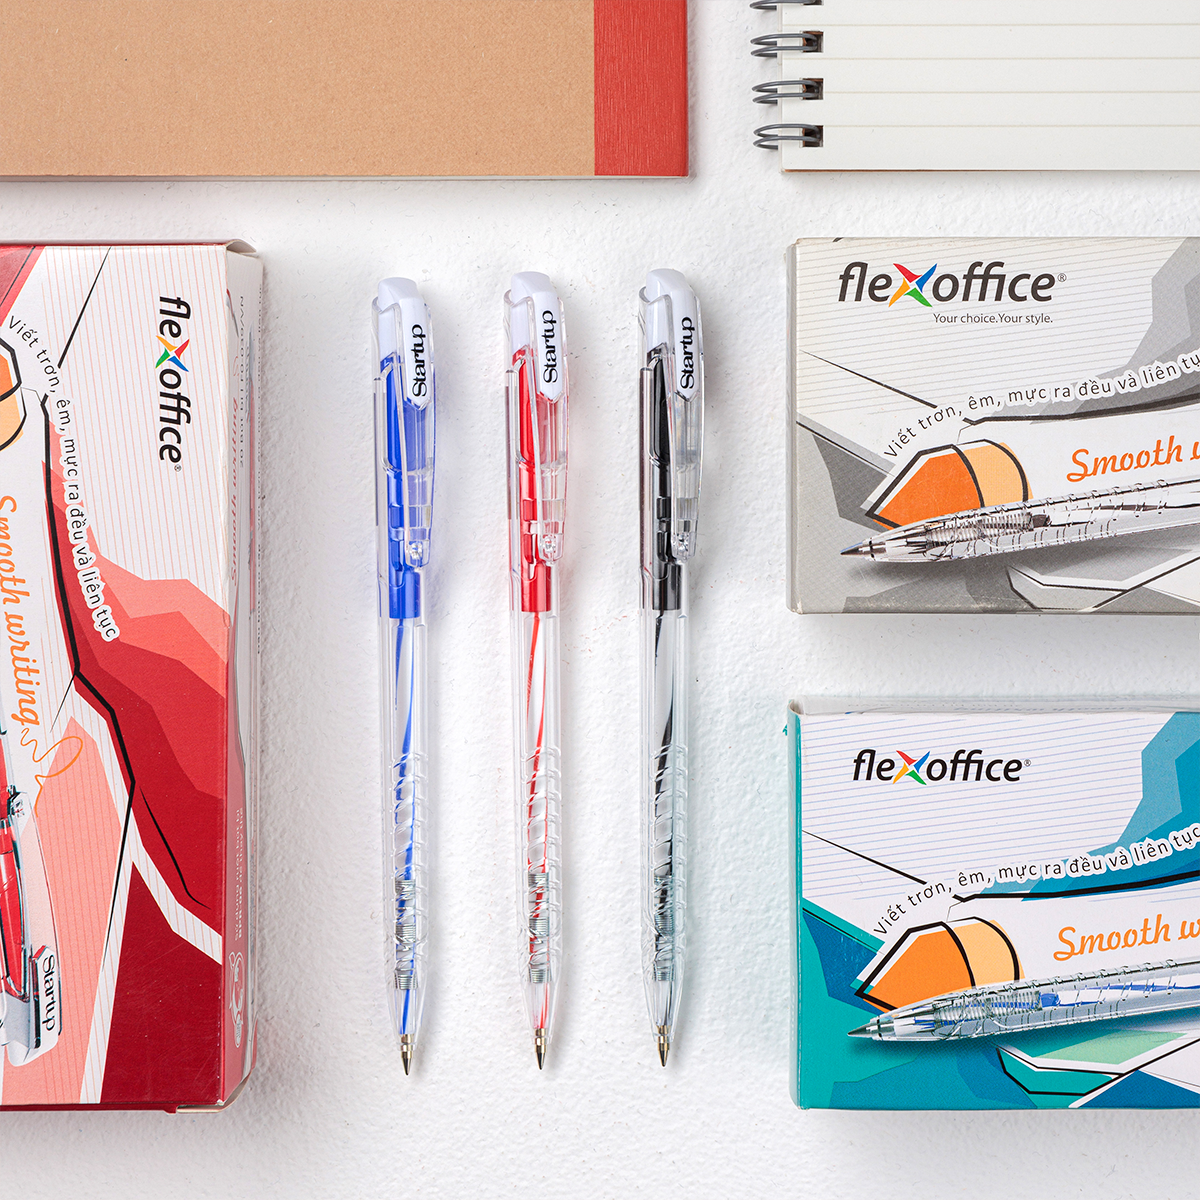 flexoffice®
Viết trơn, êm, mực ra đều và liên tục
Smooth writing
Startup
Startup
Startup
Startup
flexoffice®
Your choice.Your style.
Viết trơn, êm, mực ra đều và liên tục
Smooth
flexoffice®
Viết trơn, êm, mực ra đều và liên tục
Smooth